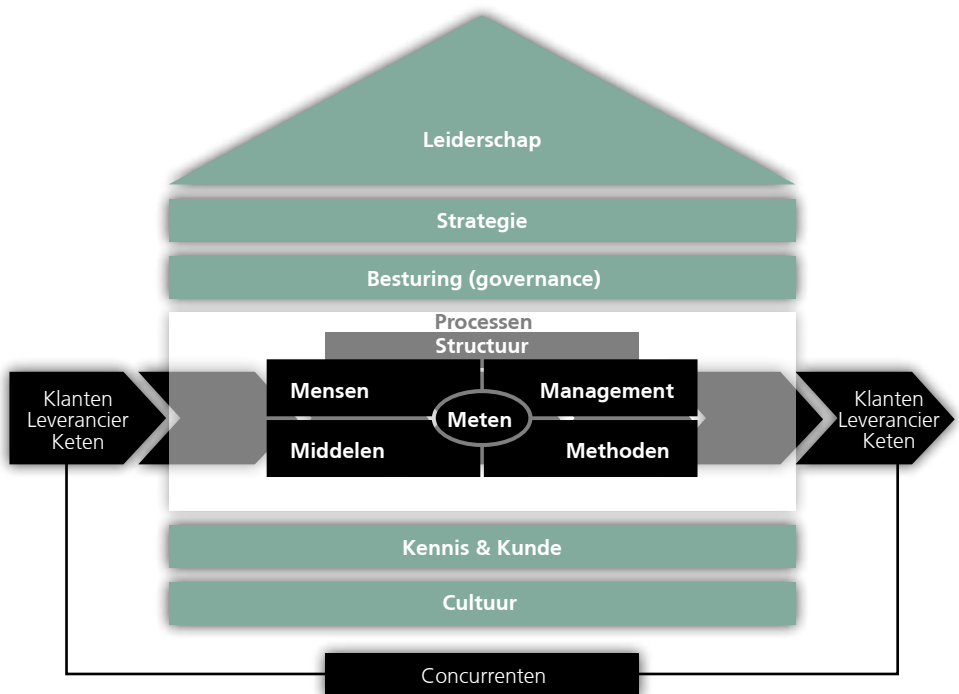 Leiderschap
Strategie
Besturing (governance)
Processen
Structuur
Mensen
Management
Meten
Middelen
Methoden
Klanten
Leverancier
Keten
Klanten
Leverancier
Keten
Kennis & Kunde
Cultuur
Concurrenten